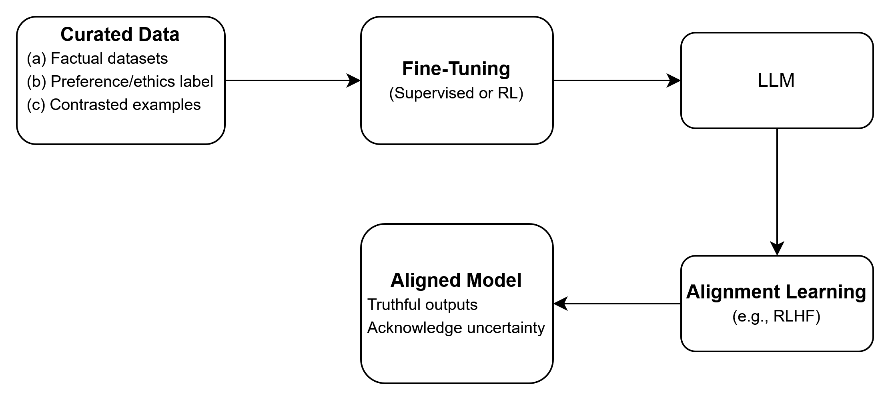 Curated Data
(a) Factual datasets
(b) Preference/ethics label
(c) Contrasted examples
Fine-Tuning
(Supervised or RL)
LLM
Alignment Learning
(e.g., RLHF)
Aligned Model
Truthful outputs
Acknowledge uncertainty